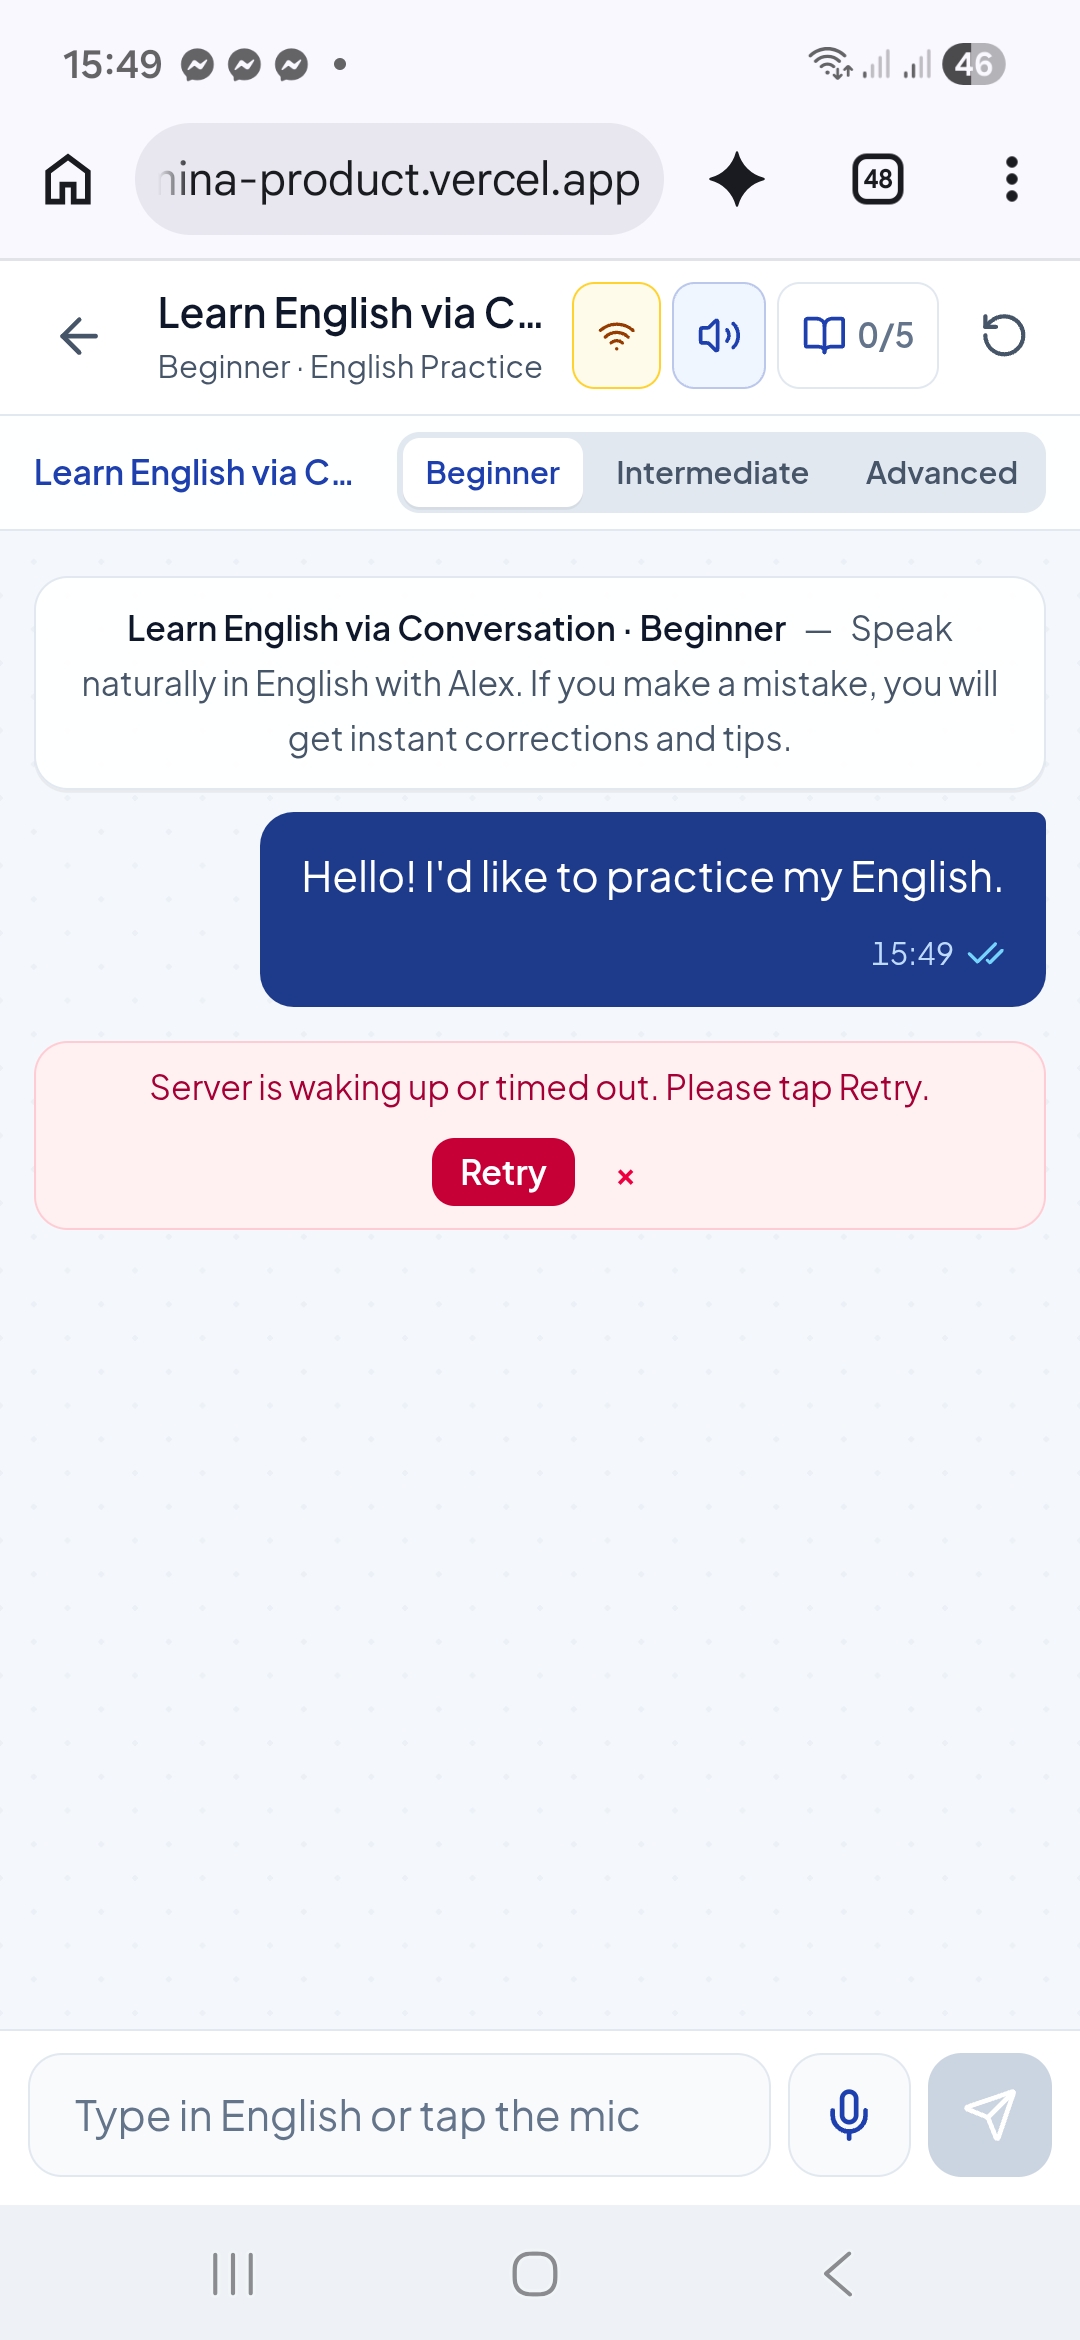 15:49
46
nina-product.vercel.app
48
Learn English via C...
Beginner · English Practice
0/5
Learn English via C...
Beginner
Intermediate
Advanced
Learn English via Conversation · Beginner — Speak
naturally in English with Alex. If you make a mistake, you will
get instant corrections and tips.
Hello! I'd like to practice my English.
15:49
Server is waking up or timed out. Please tap Retry.
Retry ×
Type in English or tap the mic